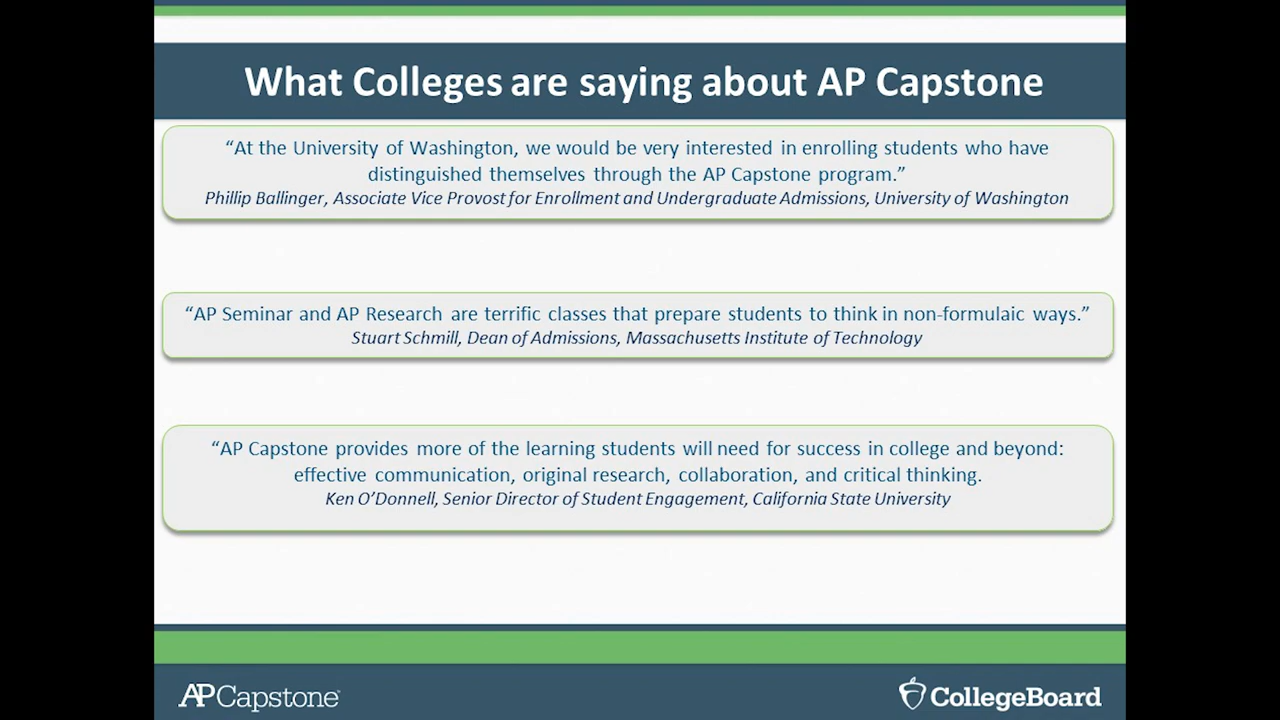 What Colleges are saying about AP Capstone
“At the University of Washington, we would be very interested in enrolling students who have
distinguished themselves through the AP Capstone program.”
Phillip Ballinger, Associate Vice Provost for Enrollment and Undergraduate Admissions, University of Washington
“AP Seminar and AP Research are terrific classes that prepare students to think in non-formulaic ways.”
Stuart Schmill, Dean of Admissions, Massachusetts Institute of Technology
“AP Capstone provides more of the learning students will need for success in college and beyond:
effective communication, original research, collaboration, and critical thinking.
Ken O’Donnell, Senior Director of Student Engagement, California State University
AP Capstone
CollegeBoard